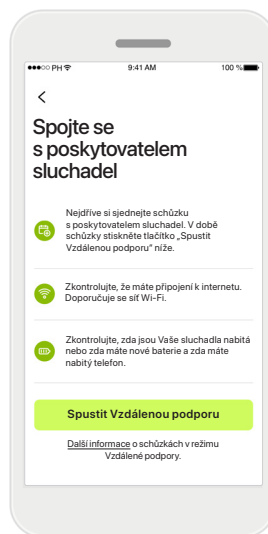 PH 9:41 AM 100 %
Spojte se
s poskytovatelem
sluchadel
Nejdříve si sjednejte schůzku
s poskytovatelem sluchadel. V době
schůzky stiskněte tlačítko „Spustit
Vzdálenou podporu" níže.
Zkontrolujte, že máte připojení k internetu.
Doporučuje se síť Wi-Fi.
Zkontrolujte, zda jsou Vaše sluchadla nabitá
nebo zda máte nové baterie a zda máte
nabitý telefon.
Spustit Vzdálenou podporu
Další informace o schůzkách v režimu
Vzdálené podpory.